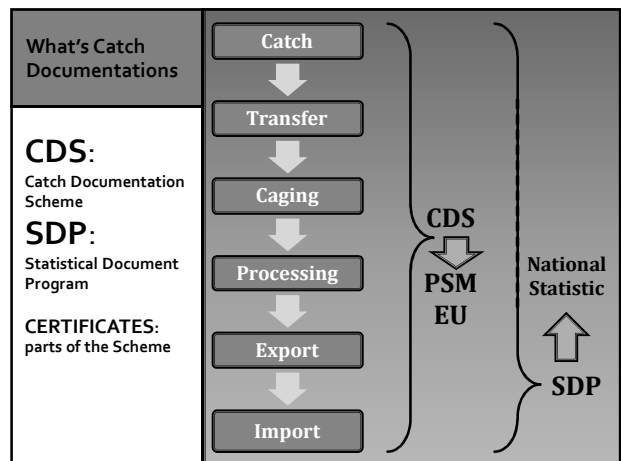 What's Catch
Documentations
CDS:
Catch Documentation
Scheme
SDP:
Statistical Document
Program
CERTIFICATES:
parts of the Scheme
Catch
Transfer
Caging
Processing
Export
Import
CDS
PSM
EU
National
Statistic
SDP